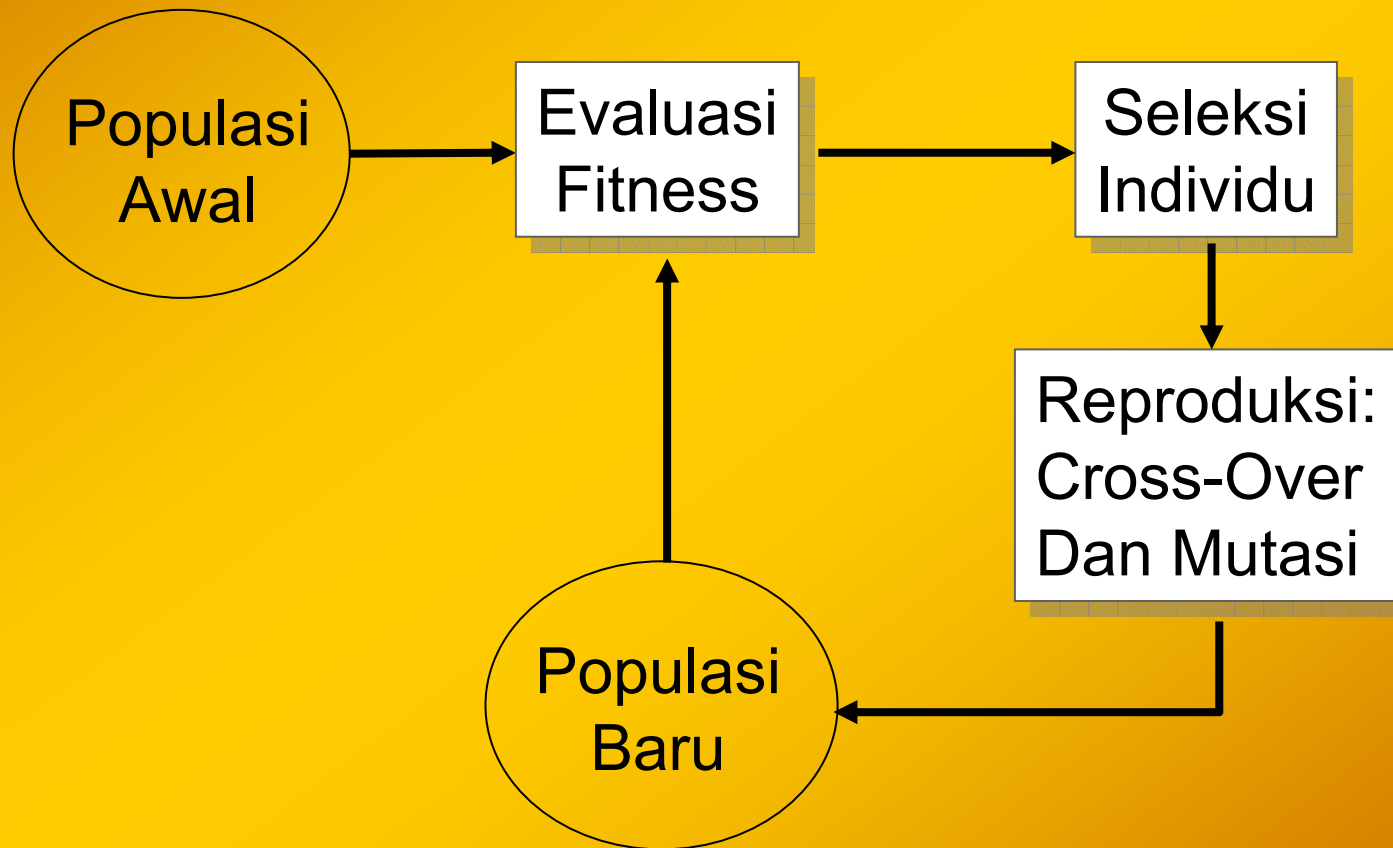 Populasi
Awal
Evaluasi
Fitness
Seleksi
Individu
Reproduksi:
Cross-Over
Dan Mutasi
Populasi
Baru